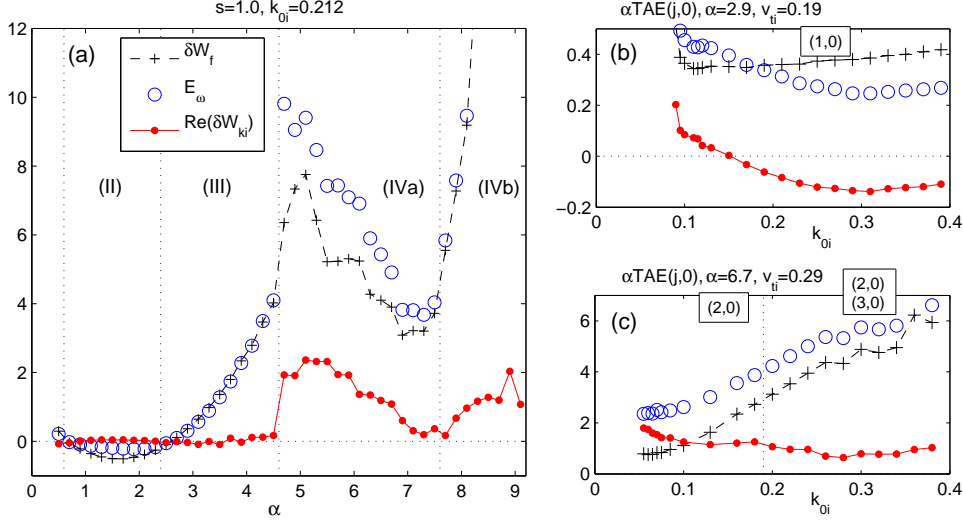 s=1.0, k0i=0.212
(a)
δWf
Eω
Re(δWki)
(II)
(III)
(IVa)
(IVb)
12
10
8
6
4
2
0
0 1 2 3 4 5 6 7 8 9
α
αTAE(j,0), α=2.9, vti=0.19
(b)
(1,0)
0.4
0.2
0
−0.2
0 0.1 0.2 0.3 0.4
k0i
αTAE(j,0), α=6.7, vti=0.29
(c)
(2,0)
(2,0)
(3,0)
8
6
4
2
0
0 0.1 0.2 0.3 0.4
k0i